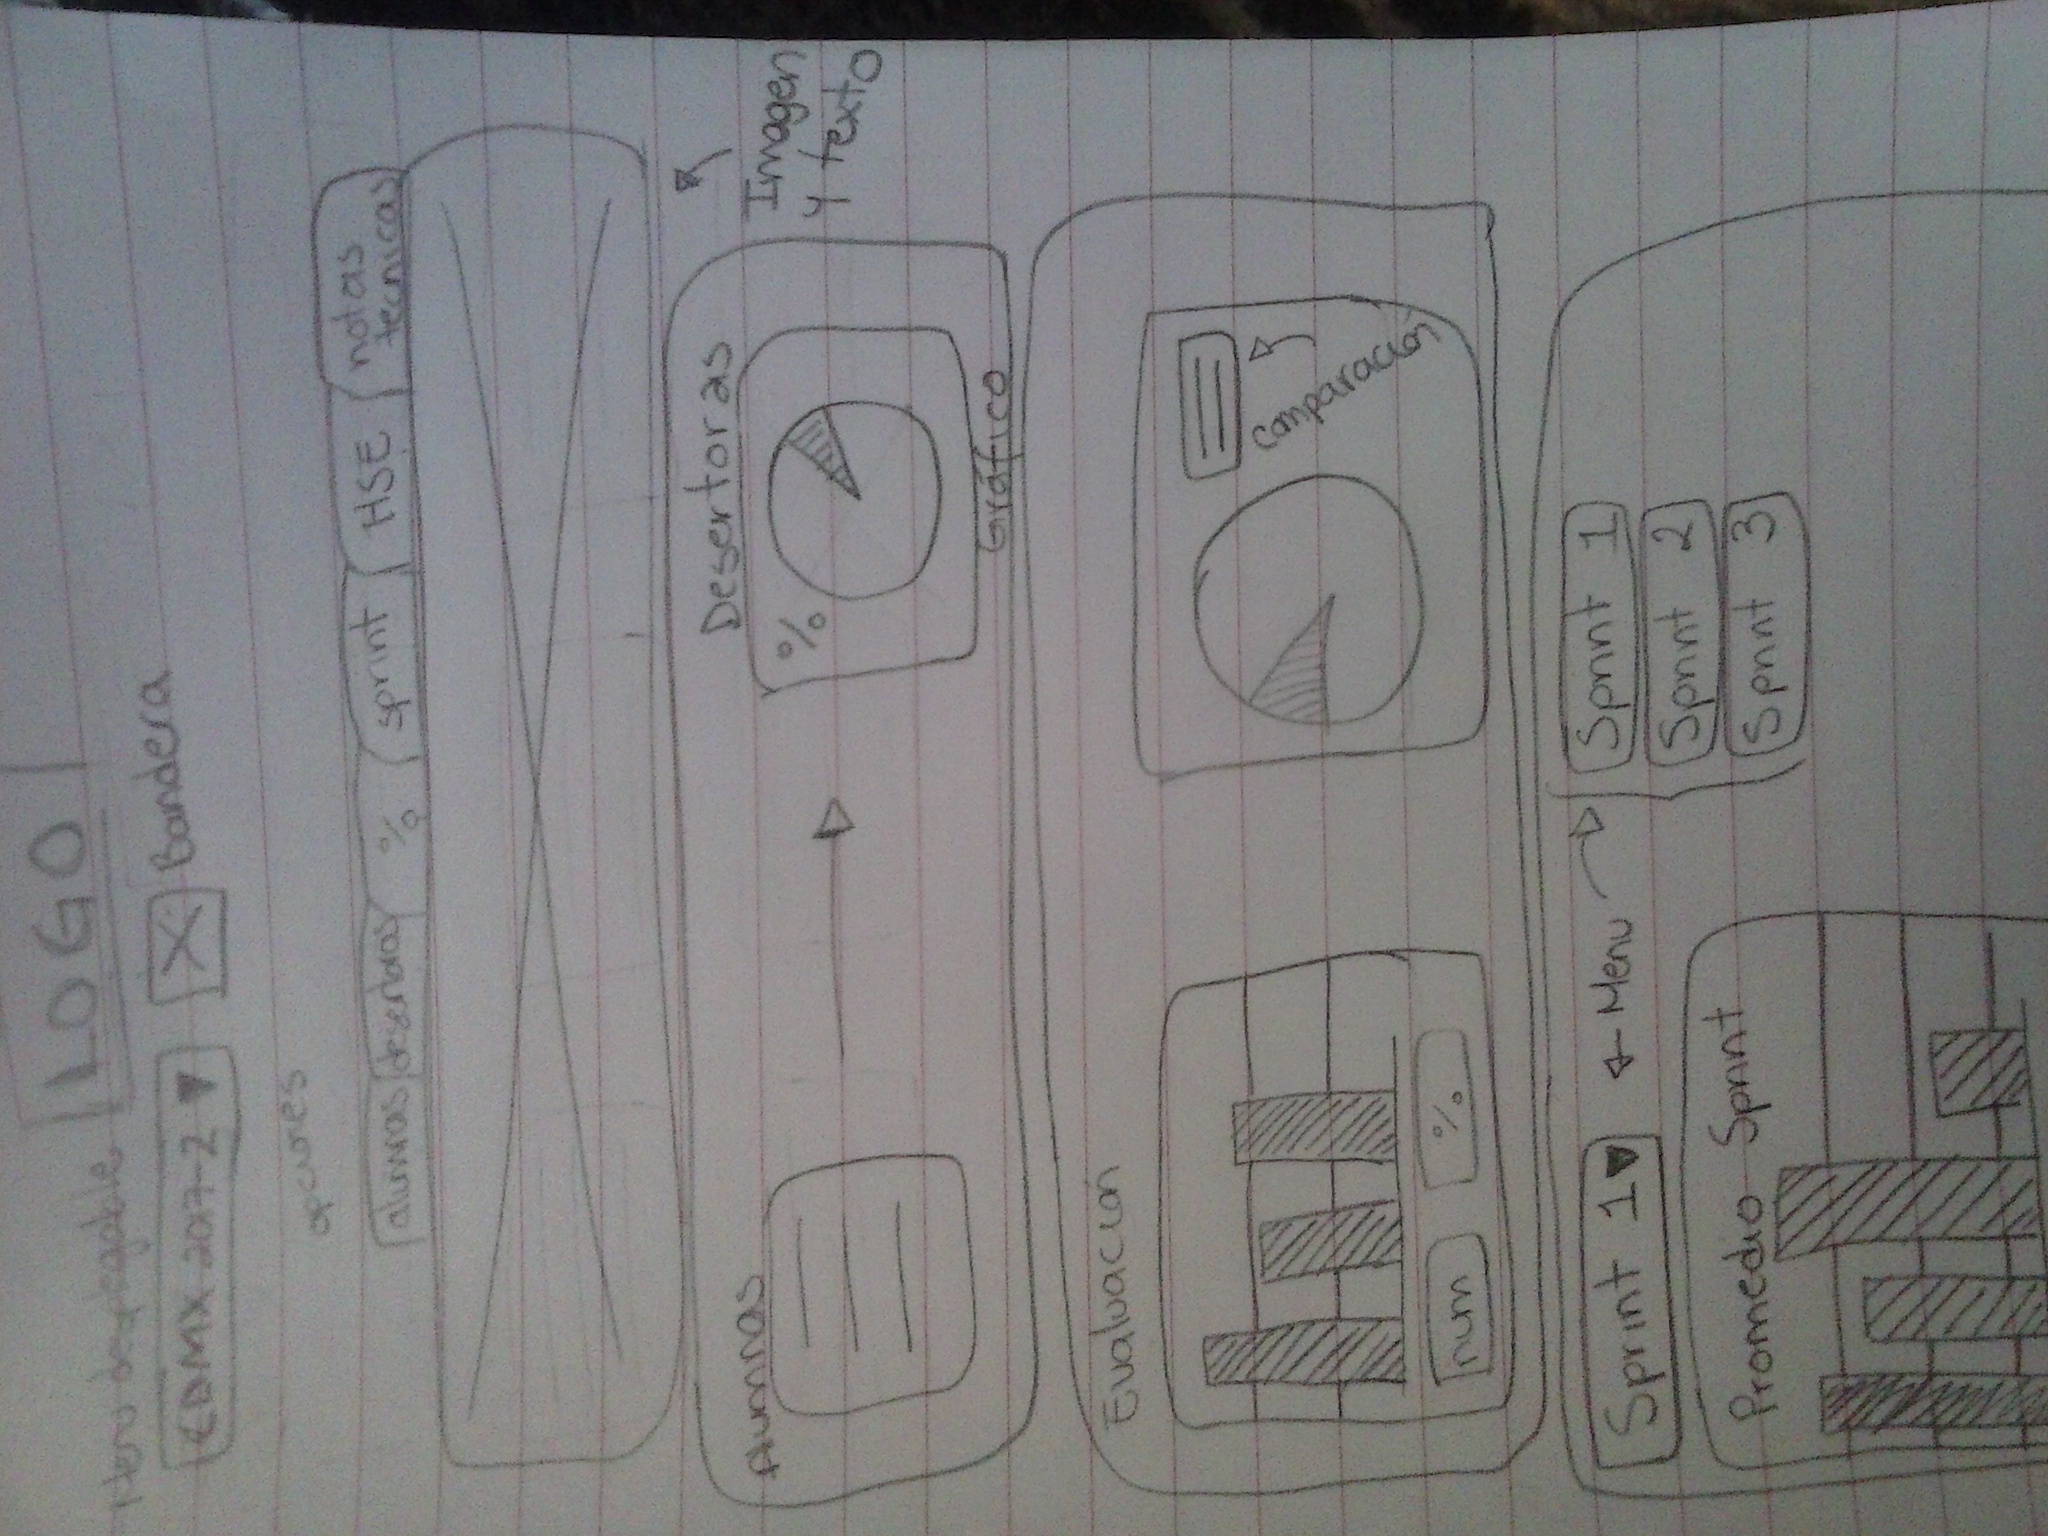 LOGO
Menu desplegable
CDMX 2017-2 ▼
Bandera
opciones
alumnas desertoras % sprint HSE notas
tecnicas
Alumnas
Desertoras
%
Gráfico
Imagen
y texto
Evaluación
num
%
comparación
Sprint 1▼
Menu
Sprint 1
Sprint 2
Sprint 3
Promedio Sprint